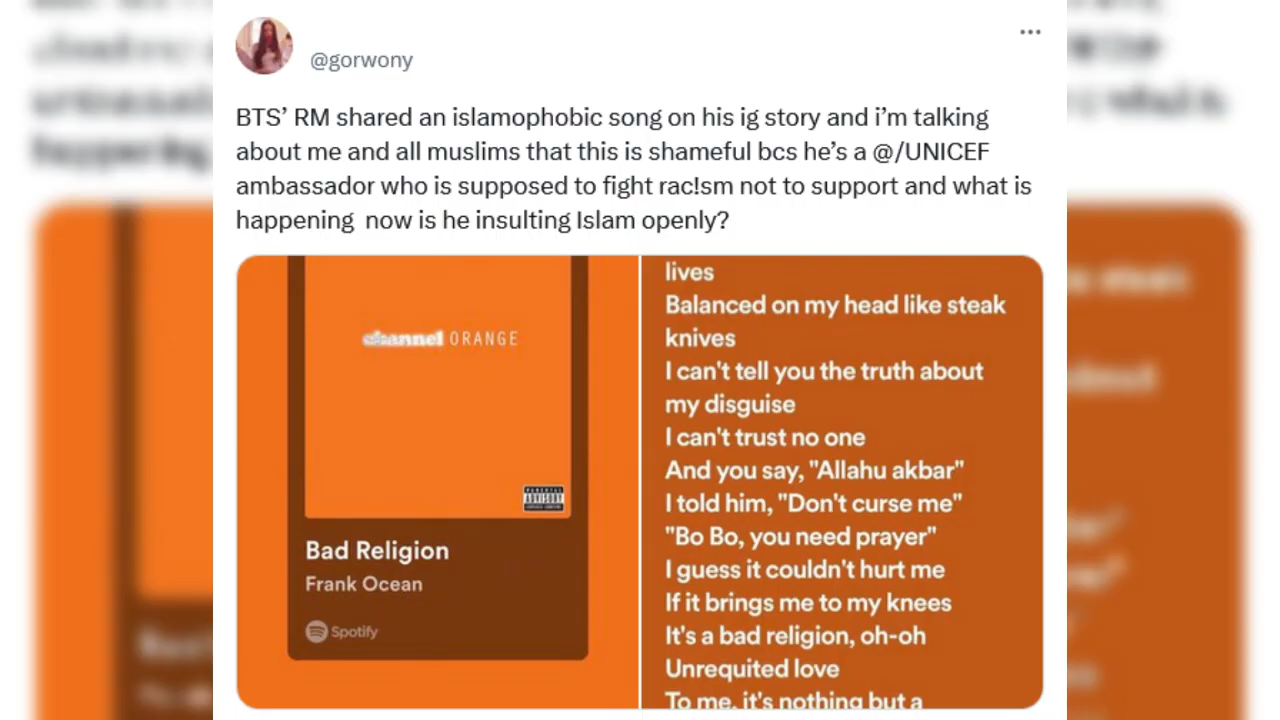 @gorwony
BTS’ RM shared an islamophobic song on his ig story and i’m talking
about me and all muslims that this is shameful bcs he’s a @/UNICEF
ambassador who is supposed to fight rac!sm not to support and what is
happening  now is he insulting Islam openly?
channel ORANGE
PARENTAL
ADVISORY
EXPLICIT CONTENT
Bad Religion
Frank Ocean
Spotify
lives
Balanced on my head like steak
knives
I can't tell you the truth about
my disguise
I can't trust no one
And you say, "Allahu akbar"
I told him, "Don't curse me"
"Bo Bo, you need prayer"
I guess it couldn't hurt me
If it brings me to my knees
It's a bad religion, oh-oh
Unrequited love
To me, it's nothing but a